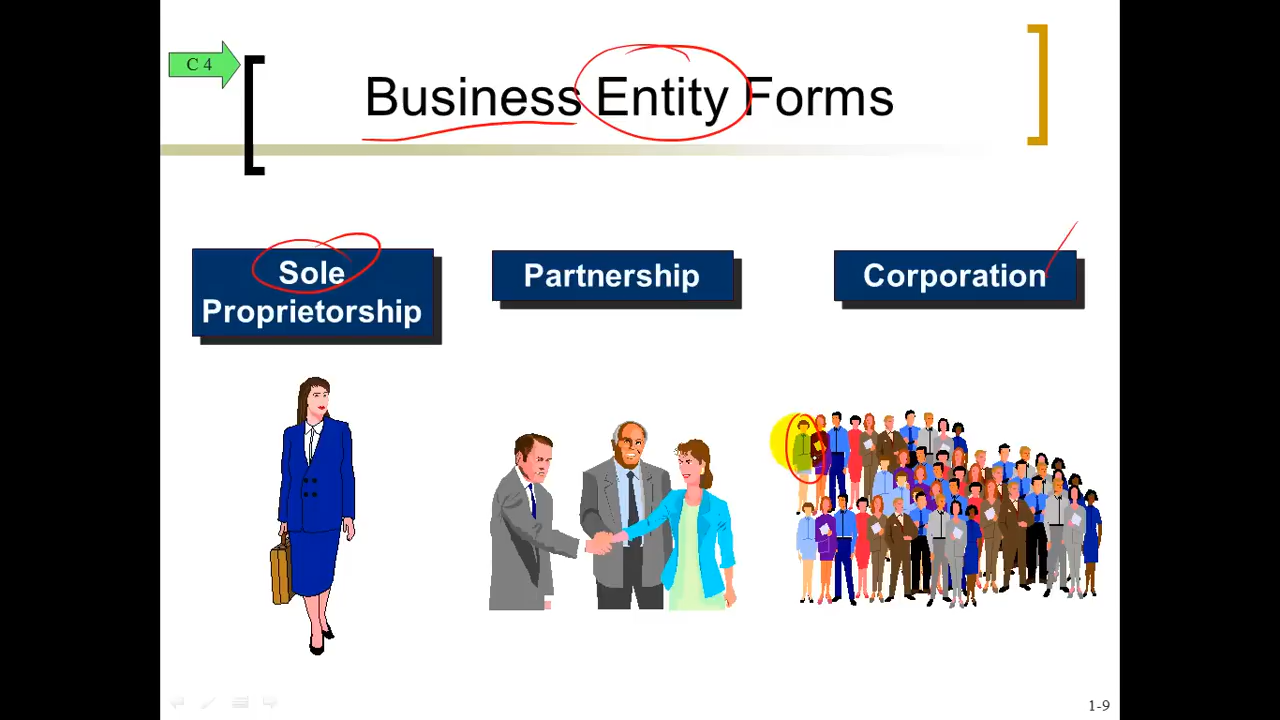 C 4
Business Entity Forms
Sole
Proprietorship
Partnership
Corporation
1-9